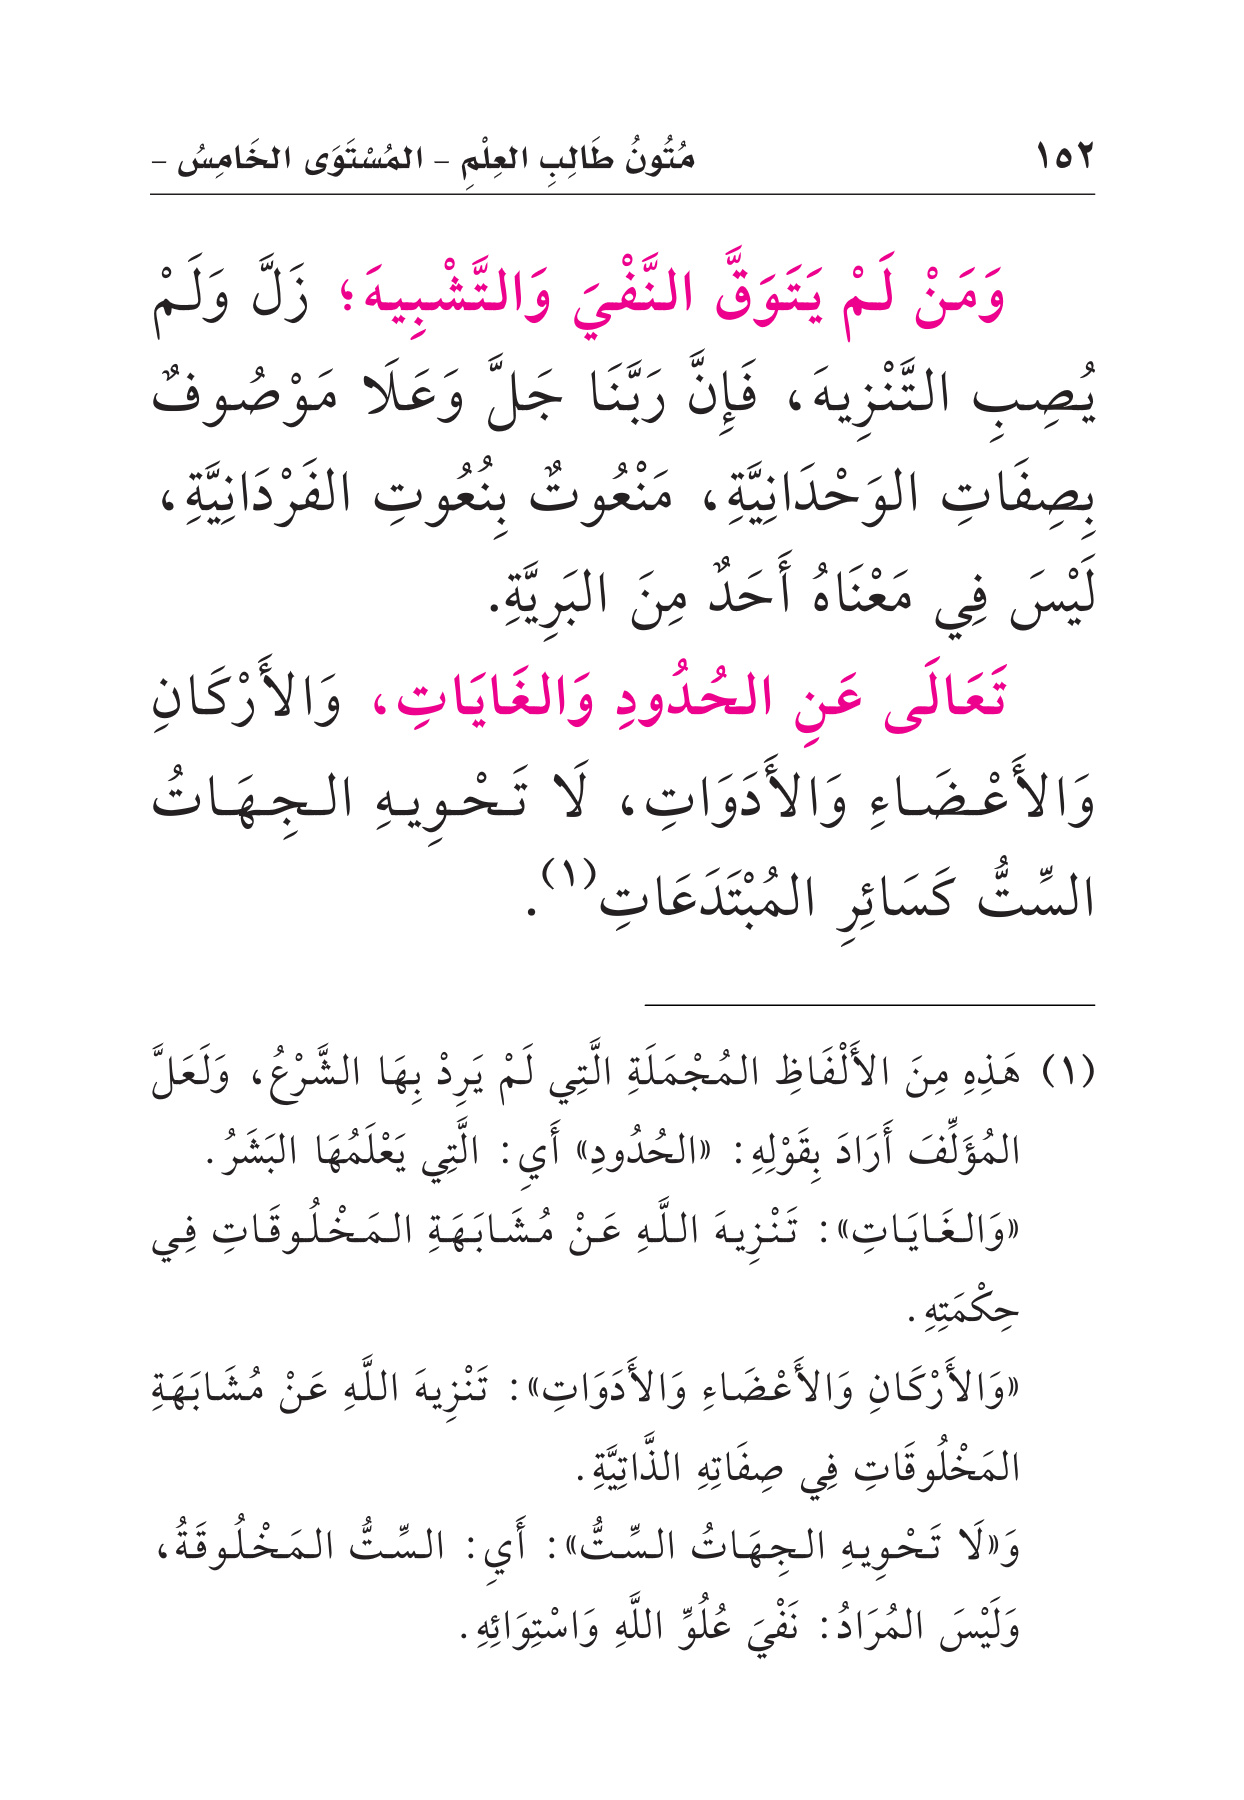 ١٥٢ مُتُونُ طَالِبِ العِلْمِ - المُسْتَوَى الخَامِسُ -
وَمَنْ لَمْ يَتَوَقَّ النَّفْيَ وَالتَّشْبِيهَ؛ زَلَّ وَلَمْ
يُصِبِ التَّنْزِيهَ، فَإِنَّ رَبَّنَا جَلَّ وَعَلَا مَوْصُوفٌ
بِصِفَاتِ الوَحْدَانِيَّةِ، مَنْعُوتٌ بِنُعُوتِ الفَرْدَانِيَّةِ،
لَيْسَ فِي مَعْنَاهُ أَحَدٌ مِنَ البَرِيَّةِ.
تَعَالَى عَنِ الحُدُودِ وَالغَايَاتِ، وَالأَرْكَانِ
وَالأَعْضَاءِ وَالأَدَوَاتِ، لَا تَحْوِيهِ الجِهَاتُ
السِّتُّ كَسَائِرِ المُبْتَدَعَاتِ(١).
(١) هَذِهِ مِنَ الأَلْفَاظِ المُجْمَلَةِ الَّتِي لَمْ يَرِدْ بِهَا الشَّرْعُ، وَلَعَلَّ
المُؤَلِّفَ أَرَادَ بِقَوْلِهِ: «الحُدُودِ» أَيِ: الَّتِي يَعْلَمُهَا البَشَرُ.
«وَالغَايَاتِ»: تَنْزِيهَ اللَّهِ عَنْ مُشَابَهَةِ المَخْلُوقَاتِ فِي
حِكْمَتِهِ.
«وَالأَرْكَانِ وَالأَعْضَاءِ وَالأَدَوَاتِ»: تَنْزِيهَ اللَّهِ عَنْ مُشَابَهَةِ
المَخْلُوقَاتِ فِي صِفَاتِهِ الذَّاتِيَّةِ.
وَ«لَا تَحْوِيهِ الجِهَاتُ السِّتُّ»: أَيِ: السِّتُّ المَخْلُوقَةُ،
وَلَيْسَ المُرَادُ: نَفْيَ عُلُوِّ اللَّهِ وَاسْتِوَائِهِ.